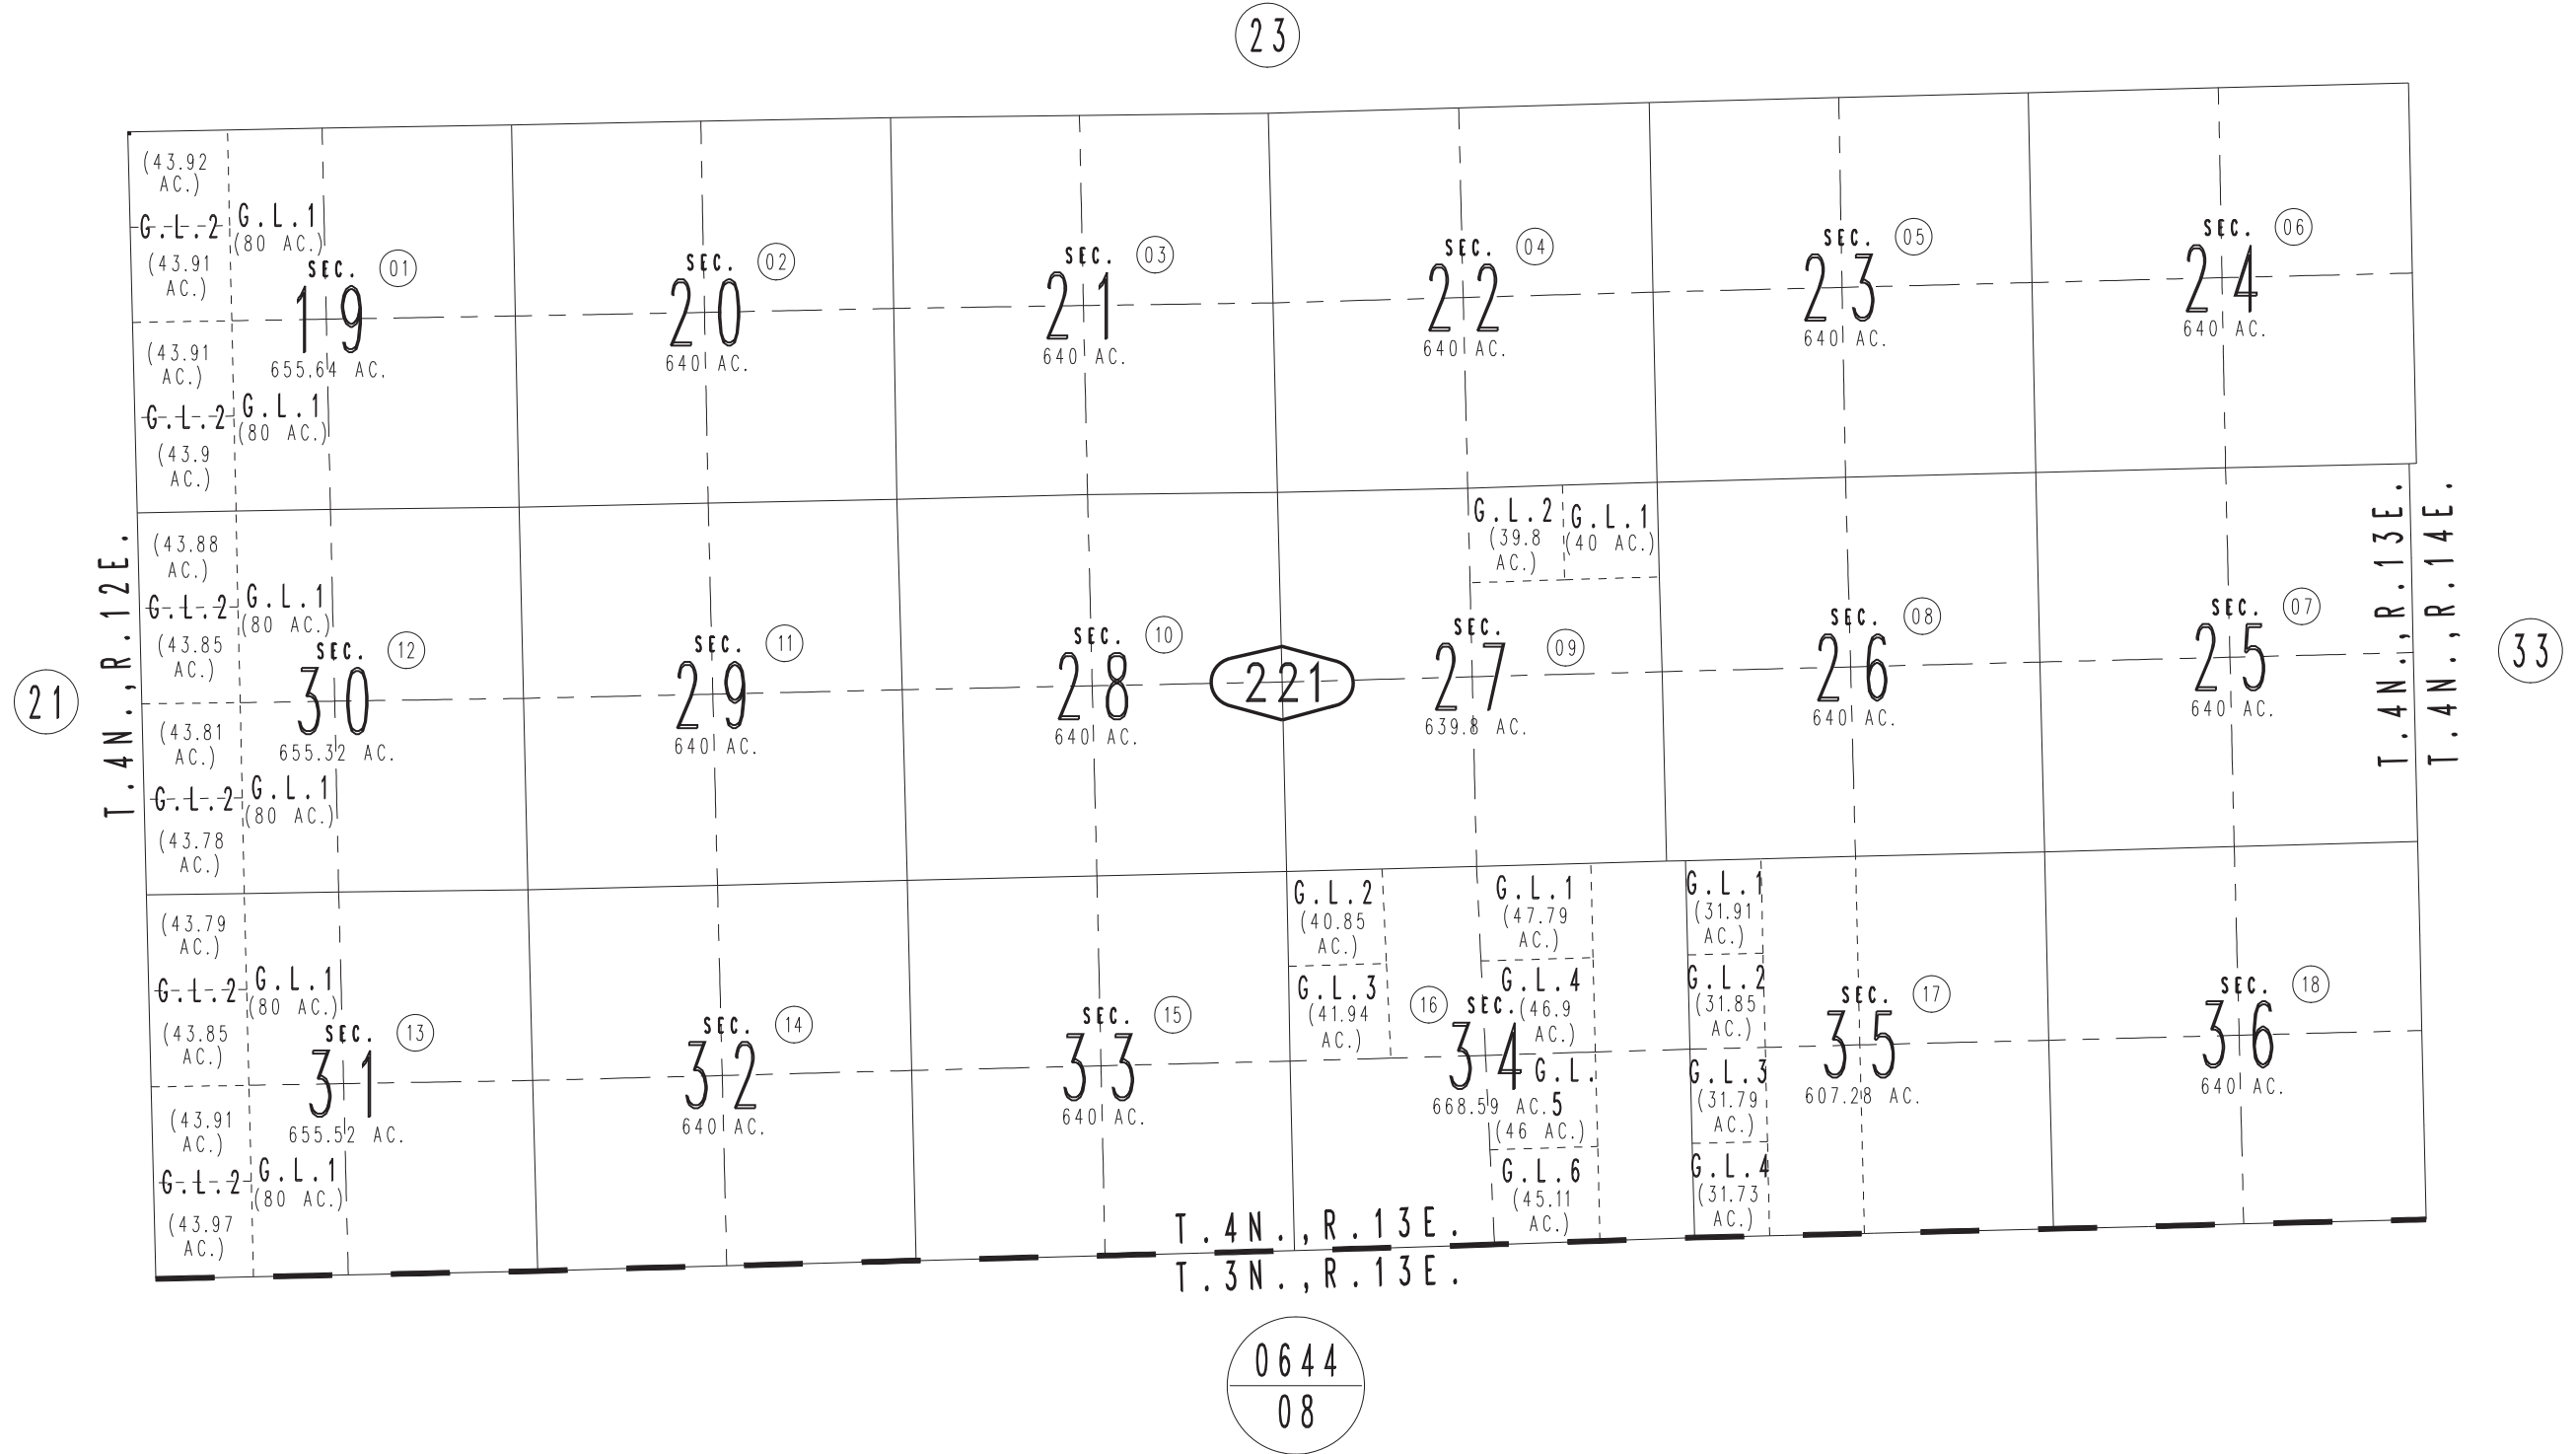 23
(43.92
AC.)
G.L.2
(43.91
AC.)
G.L.1
(80 AC.)
(43.91
AC.)
G.L.2
(43.9
AC.)
G.L.1
(80 AC.)
SEC.
01
19
655.64 AC.
SEC.
02
20
640 AC.
SEC.
03
21
640 AC.
SEC.
04
22
640 AC.
SEC.
05
23
640 AC.
SEC.
06
24
640 AC.
T.4N.,R.12E.
21
(43.88
AC.)
G.L.2
(43.85
AC.)
G.L.1
(80 AC.)
(43.81
AC.)
G.L.2
(43.78
AC.)
G.L.1
(80 AC.)
SEC.
12
30
655.32 AC.
SEC.
11
29
640 AC.
SEC.
10
28
640 AC.
221
G.L.2
(39.8
AC.)
G.L.1
(40 AC.)
SEC.
09
27
639.8 AC.
SEC.
08
26
640 AC.
SEC.
07
25
640 AC.
T.4N.,R.13E.
T.4N.,R.14E.
33
(43.79
AC.)
G.L.2
(43.85
AC.)
G.L.1
(80 AC.)
(43.91
AC.)
G.L.2
(43.97
AC.)
G.L.1
(80 AC.)
SEC.
13
31
655.52 AC.
SEC.
14
32
640 AC.
SEC.
15
33
640 AC.
G.L.2
(40.85
AC.)
G.L.3
(41.94
AC.)
G.L.1
(47.79
AC.)
G.L.4
(46.9
AC.)
16
SEC.
34
668.59 AC.
G.L.
5
(46 AC.)
G.L.6
(45.11
AC.)
G.L.1
(31.91
AC.)
G.L.2
(31.85
AC.)
G.L.3
(31.79
AC.)
G.L.4
(31.73
AC.)
SEC.
17
35
607.28 AC.
SEC.
18
36
640 AC.
T.4N.,R.13E.
T.3N.,R.13E.
0644
08